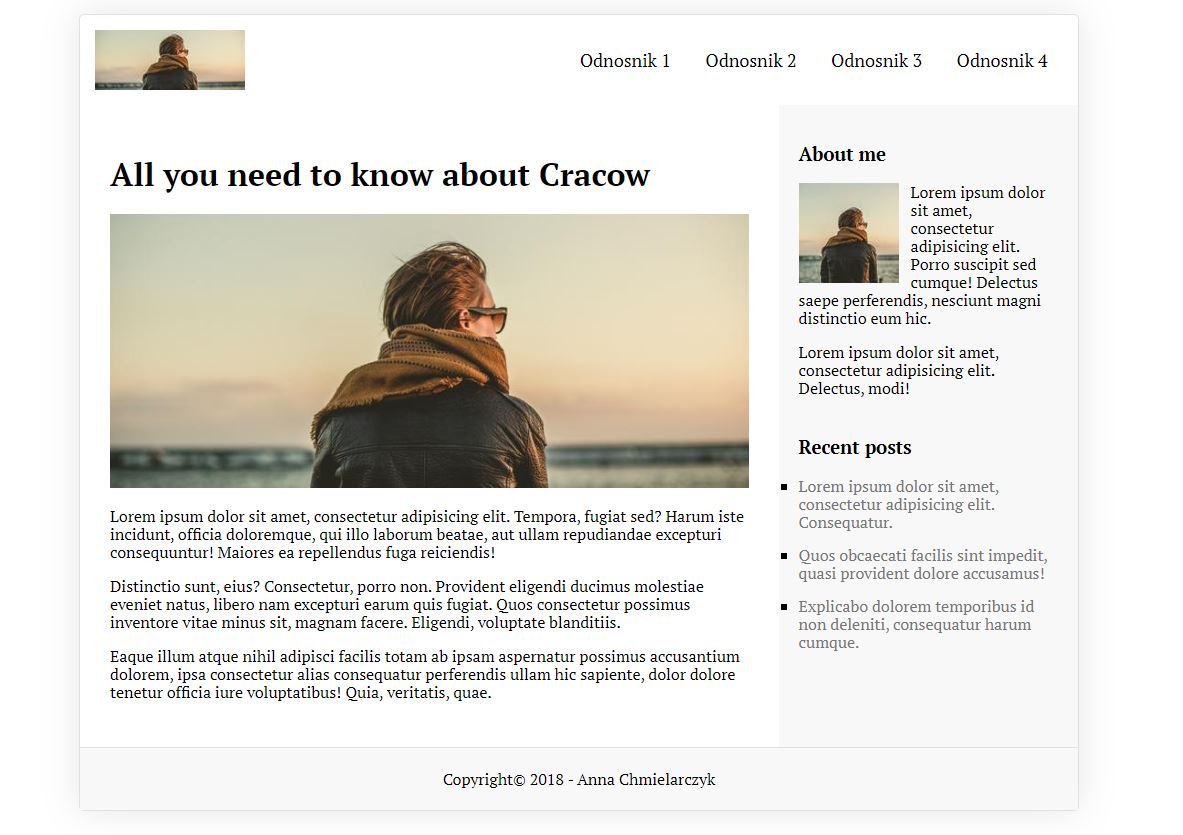 Odnosnik 1 Odnosnik 2 Odnosnik 3 Odnosnik 4
All you need to know about Cracow
Lorem ipsum dolor sit amet, consectetur adipisicing elit. Tempora, fugiat sed? Harum iste
incidunt, officia doloremque, qui illo laborum beatae, aut ullam repudiandae excepturi
consequuntur! Maiores ea repellendus fuga reiciendis!
Distinctio sunt, eius? Consectetur, porro non. Provident eligendi ducimus molestiae
eveniet natus, libero nam excepturi earum quis fugiat. Quos consectetur possimus
inventore vitae minus sit, magnam facere. Eligendi, voluptate blanditiis.
Eaque illum atque nihil adipisci facilis totam ab ipsam aspernatur possimus accusantium
dolorem, ipsa consectetur alias consequatur perferendis ullam hic sapiente, dolor dolore
tenetur officia iure voluptatibus! Quia, veritatis, quae.
About me
Lorem ipsum dolor
sit amet,
consectetur
adipisicing elit.
Porro suscipit sed
cumque! Delectus
saepe perferendis, nesciunt magni
distinctio eum hic.
Lorem ipsum dolor sit amet,
consectetur adipisicing elit.
Delectus, modi!
Recent posts
Lorem ipsum dolor sit amet,
consectetur adipisicing elit.
Consequatur.
Quos obcaecati facilis sint impedit,
quasi provident dolore accusamus!
Explicabo dolorem temporibus id
non deleniti, consequatur harum
cumque.
Copyright© 2018 - Anna Chmielarczyk